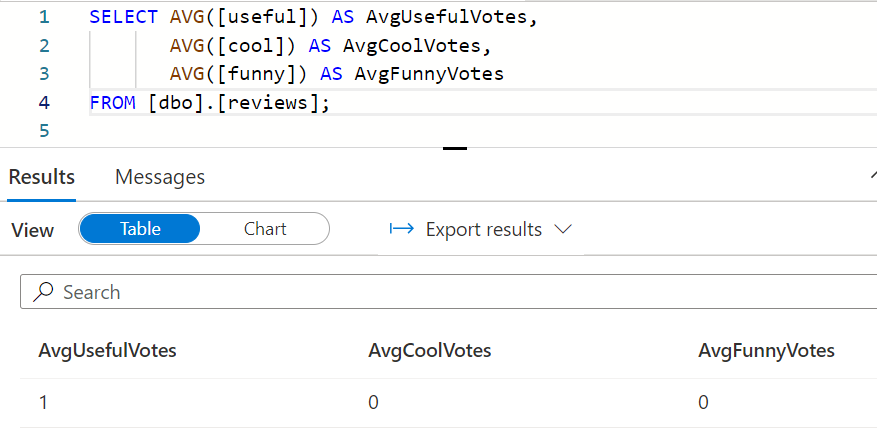 1 SELECT AVG([useful]) AS AvgUsefulVotes,
2 AVG([cool]) AS AvgCoolVotes,
3 AVG([funny]) AS AvgFunnyVotes
4 FROM [dbo].[reviews];
5
Results Messages
View Table Chart Export results
Search
AvgUsefulVotes AvgCoolVotes AvgFunnyVotes
1 0 0